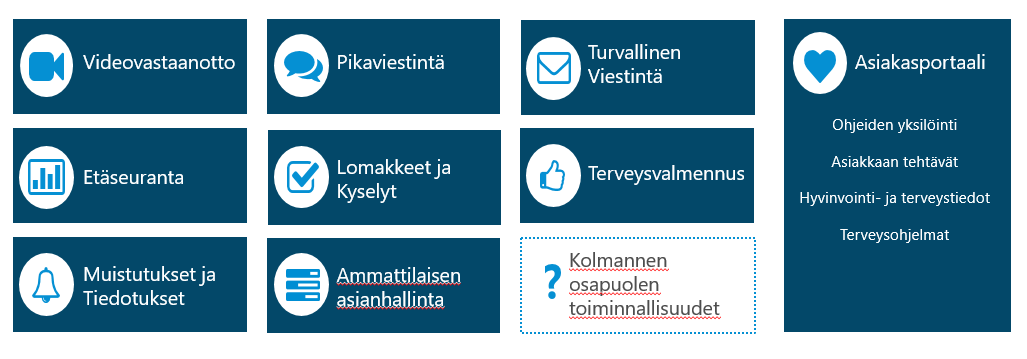 Videovastaanotto
Pikaviestintä
Turvallinen
Viestintä
Etäseuranta
Lomakkeet ja
Kyselyt
Terveysvalmennus
Muistutukset ja
Tiedotukset
Ammattilaisen
asianhallinta
?
Kolmannen
osapuolen
toiminnallisuudet
Asiakasportaali
Ohjeiden yksilöinti
Asiakkaan tehtävät
Hyvinvointi- ja terveystiedot
Terveysohjelmat